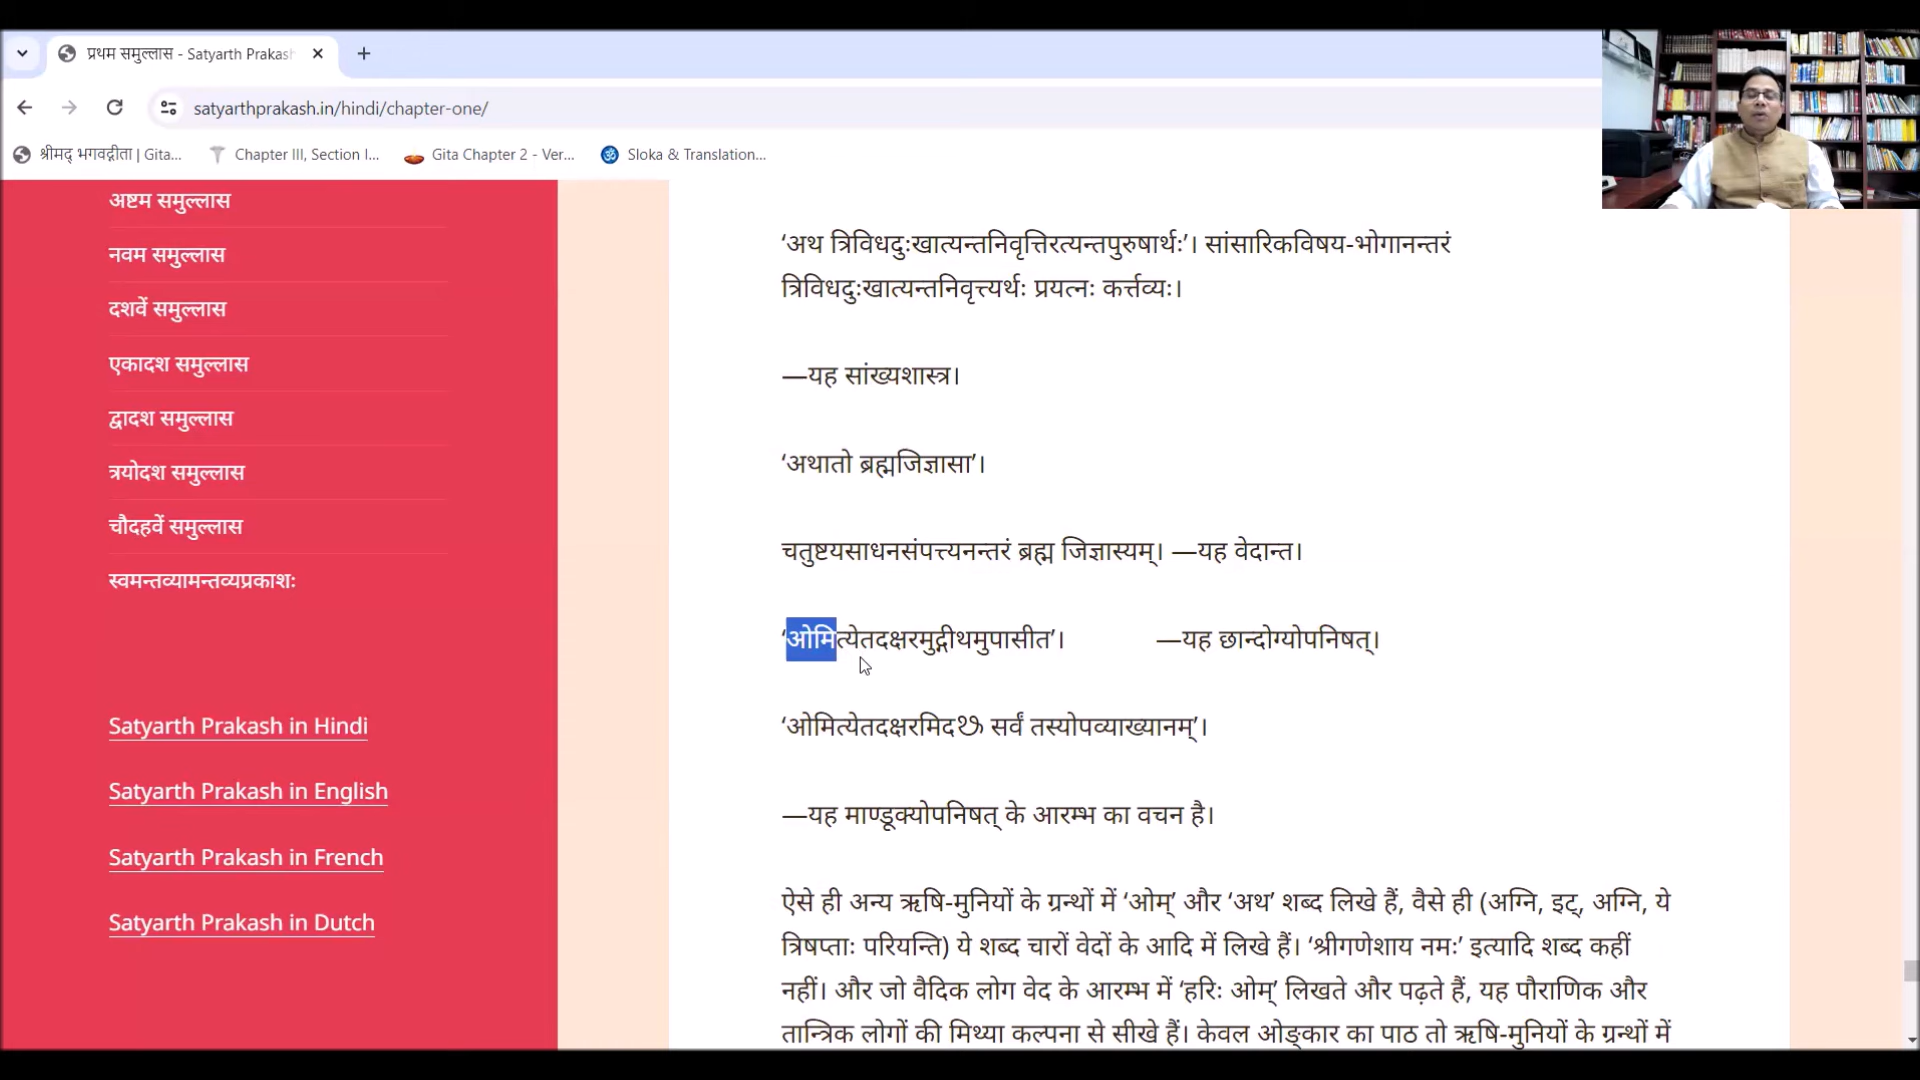 प्रथम समुल्लास - Satyarth Prakas
satyarthprakash.in/hindi/chapter-one/
श्रीमद् भगवद्गीता | Gita...
Chapter III, Section I...
Gita Chapter 2 - Ver...
Sloka & Translation...
अष्टम समुल्लास
नवम समुल्लास
दशवें समुल्लास
एकादश समुल्लास
द्वादश समुल्लास
त्रयोदश समुल्लास
चौदहवें समुल्लास
स्वमन्तव्यामन्तव्यप्रकाशः
Satyarth Prakash in Hindi
Satyarth Prakash in English
Satyarth Prakash in French
Satyarth Prakash in Dutch
‘अथ त्रिविधदुःखात्यन्तनिवृत्तिरत्यन्तपुरुषार्थः’। सांसारिकविषय-भोगानन्तरं
त्रिविधदुःखात्यन्तनिवृत्त्यर्थः प्रयत्नः कर्त्तव्यः।
—यह सांख्यशास्त्र।
‘अथातो ब्रह्मजिज्ञासा’।
चतुष्टयसाधनसंपत्त्यनन्तरं ब्रह्म जिज्ञास्यम्। —यह वेदान्त।
‘ओमित्येतदक्षरमुद्गीथमुपासीत’। —यह छान्दोग्योपनिषत्।
‘ओमित्येतदक्षरमिदꣳ सर्वं तस्योपव्याख्यानम्’।
—यह माण्डूक्योपनिषत् के आरम्भ का वचन है।
ऐसे ही अन्य ऋषि-मुनियों के ग्रन्थों में ‘ओम्’ और ‘अथ’ शब्द लिखे हैं, वैसे ही (अग्नि, इट्, अग्नि, ये
त्रिषप्ताः परियन्ति) ये शब्द चारों वेदों के आदि में लिखे हैं। ‘श्रीगणेशाय नमः’ इत्यादि शब्द कहीं
नहीं। और जो वैदिक लोग वेद के आरम्भ में ‘हरिः ओम्’ लिखते और पढ़ते हैं, यह पौराणिक और
तान्त्रिक लोगों की मिथ्या कल्पना से सीखे हैं। केवल ओङ्कार का पाठ तो ऋषि-मुनियों के ग्रन्थों में